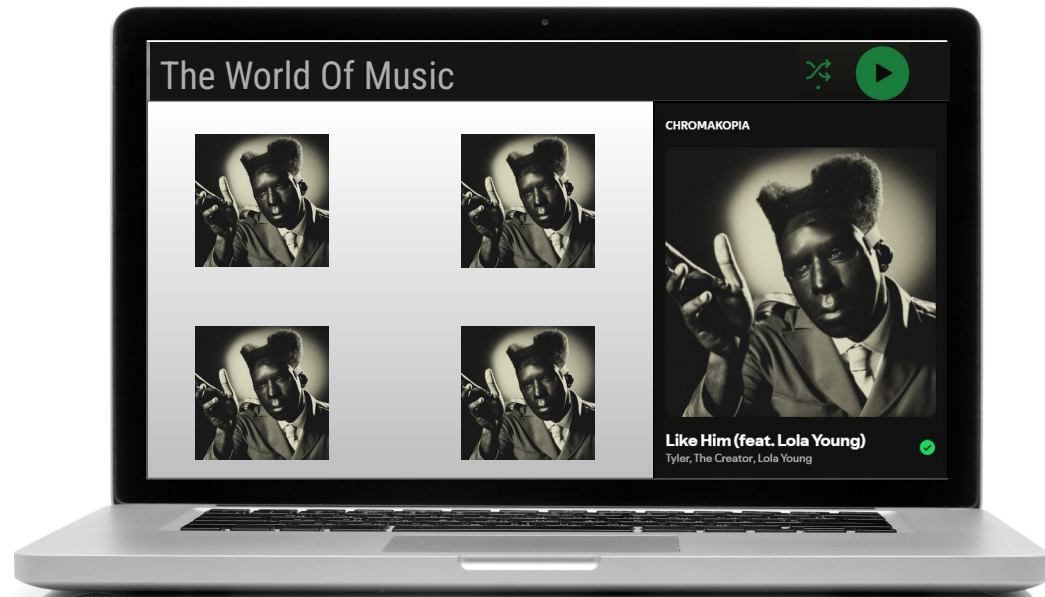 The World Of Music
CHROMAKOPIA
Like Him (feat. Lola Young)
Tyler, The Creator, Lola Young